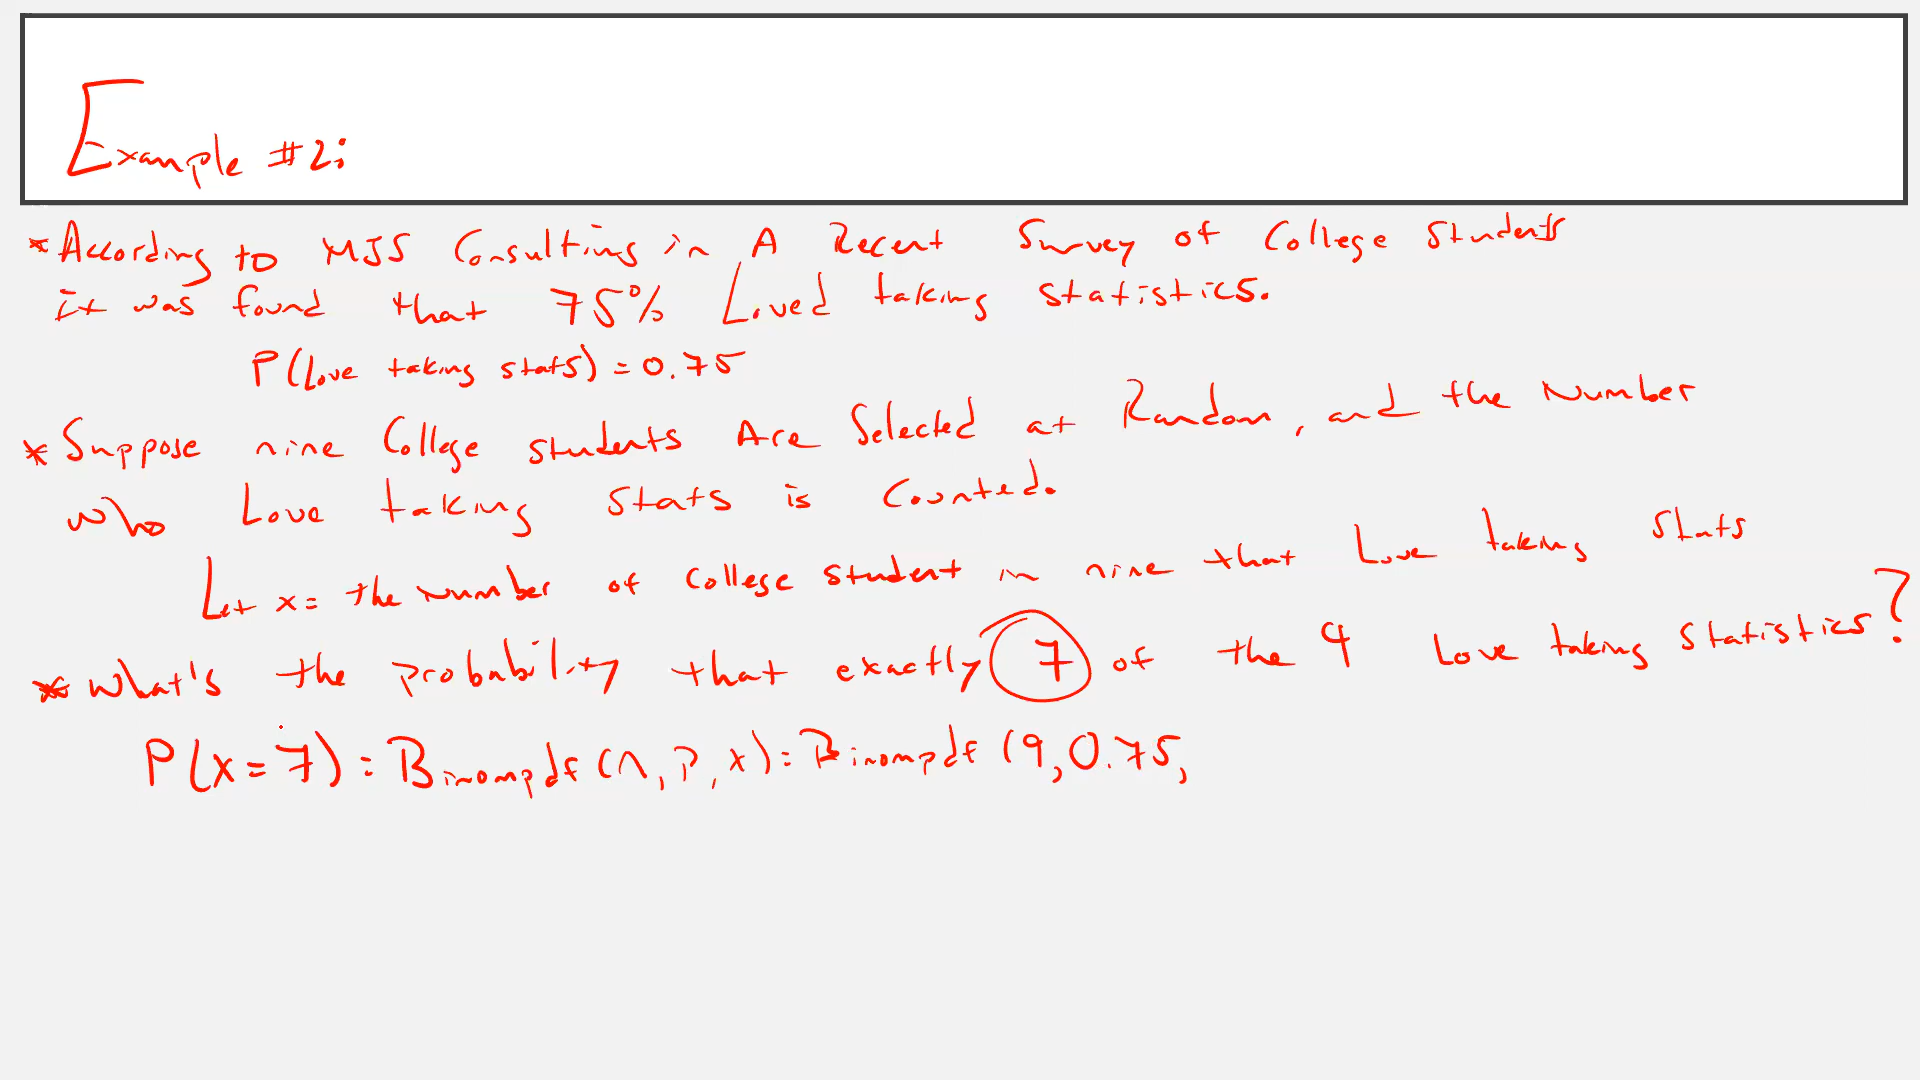 Example #2:
* According to MJS Consulting in A Recent Survey of College Students
it was found that 75% Loved taking statistics.
P(Love taking stats) = 0.75
* Suppose nine College students Are Selected at Random, and the Number
who Love taking stats is Counted.
Let x = the number of college student in nine that Love taking stats
* What's the probability that exactly 7 of the 9 Love taking statistics?
P(x=7) = Binompdf(n, P, x) = Binompdf(9, 0.75,